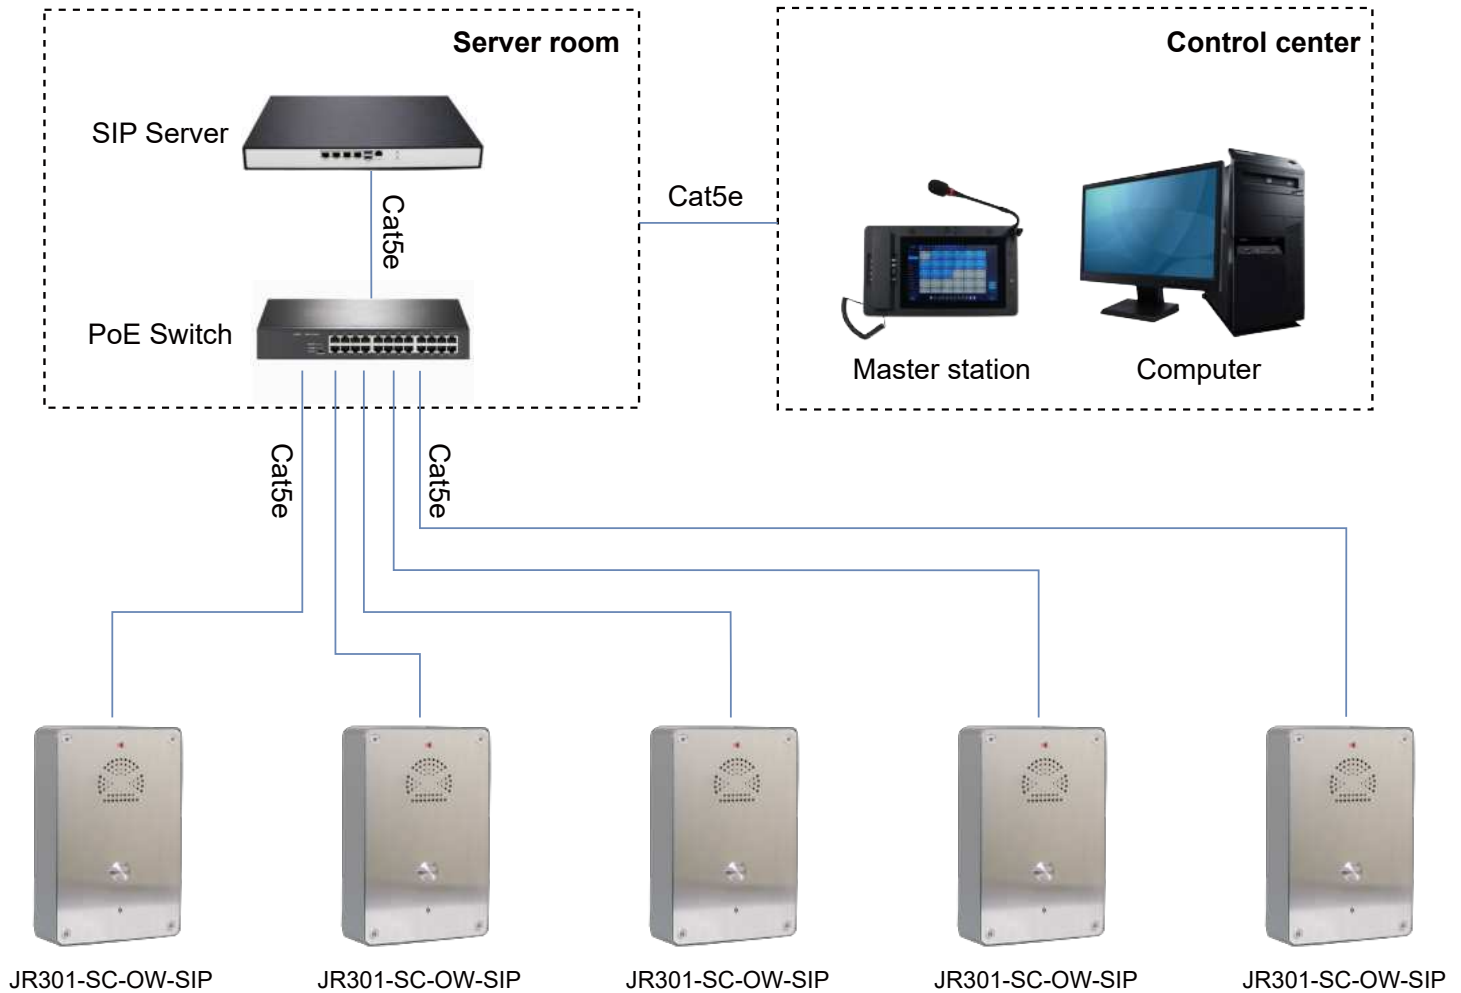 Server room
Control center
SIP Server
Cat5e
Cat5e
PoE Switch
Master station
Computer
Cat5e
Cat5e
JR301-SC-OW-SIP
JR301-SC-OW-SIP
JR301-SC-OW-SIP
JR301-SC-OW-SIP
JR301-SC-OW-SIP